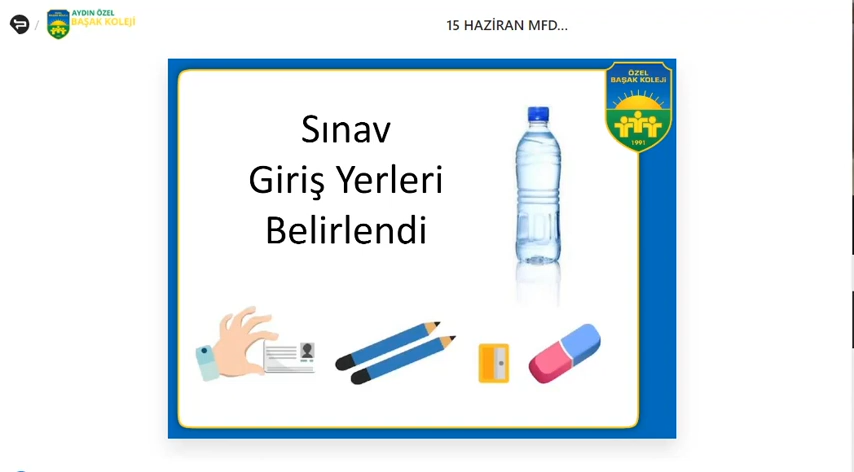 AYDIN ÖZEL
BAŞAK KOLEJİ
15 HAZİRAN MFD...
ÖZEL
BAŞAK KOLEJİ
1991
Sınav
Giriş Yerleri
Belirlendi